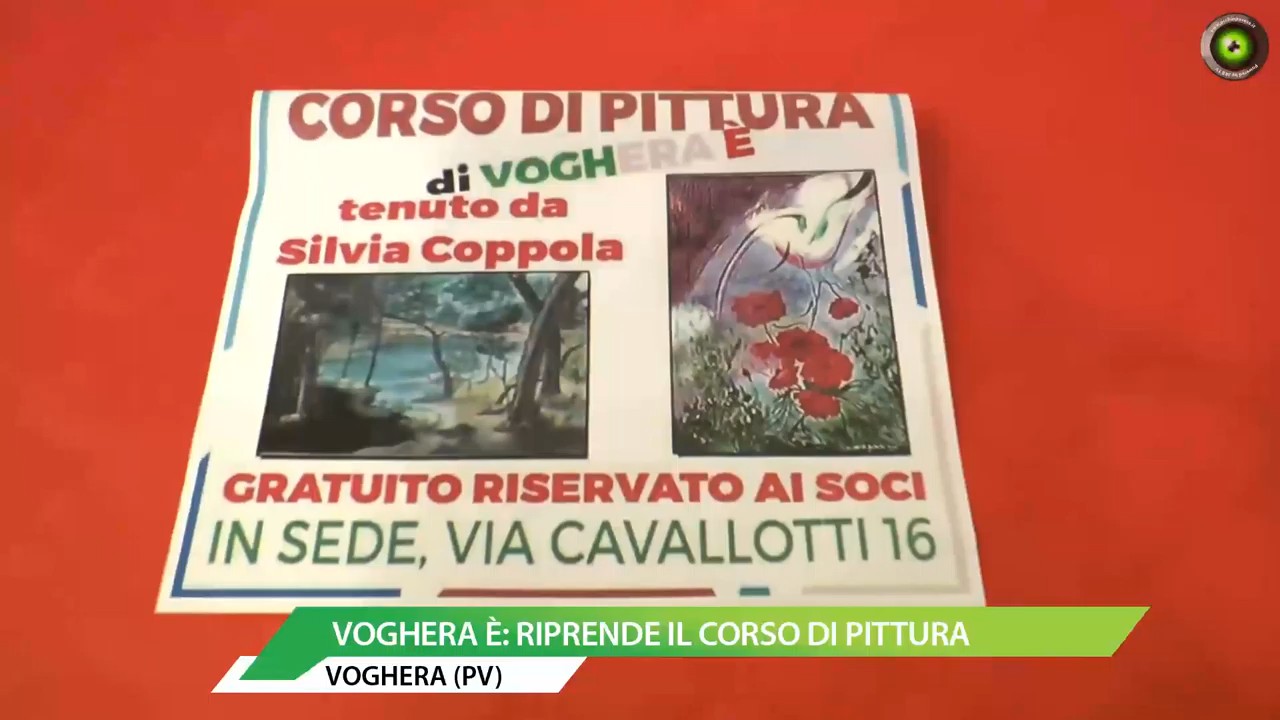 CORSO DI PITTURA
di VOGHERA È
tenuto da
Silvia Coppola
GRATUITO RISERVATO AI SOCI
IN SEDE, VIA CAVALLOTTI 16
VOGHERA È: RIPRENDE IL CORSO DI PITTURA
VOGHERA (PV)